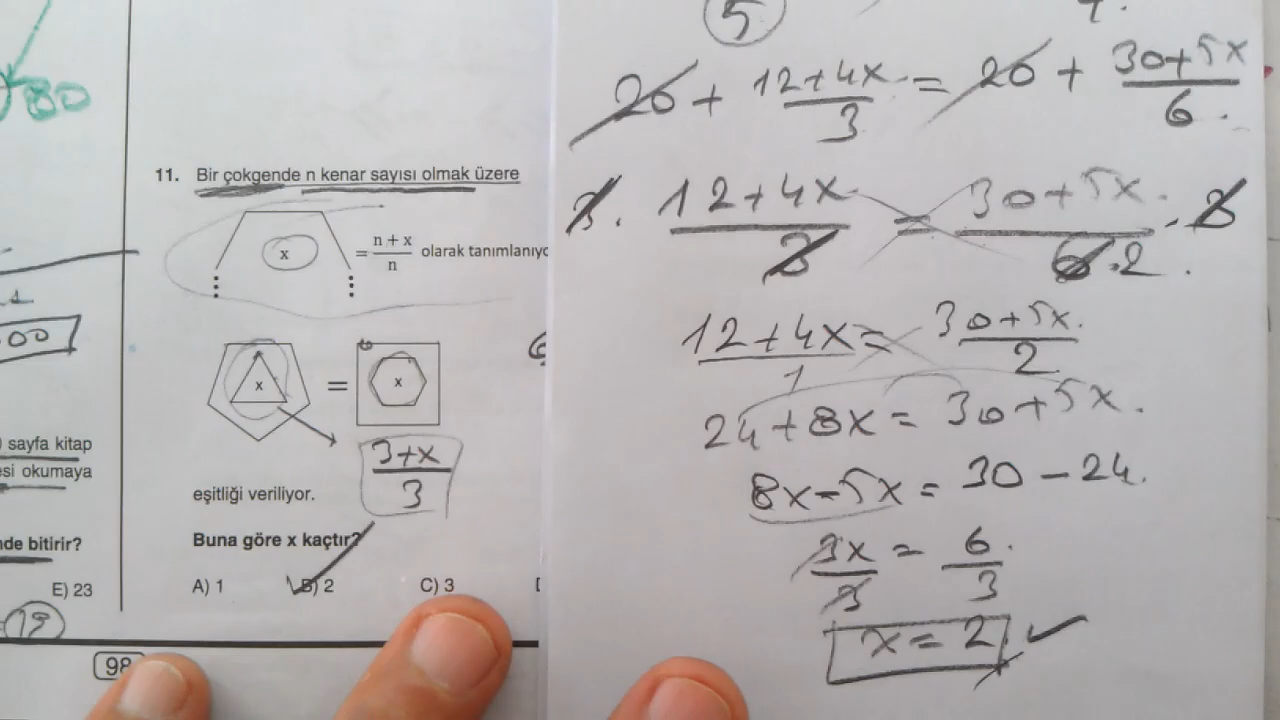 80
00
sayfa kitap
esi okumaya
nde bitirir?
E) 23
19
98
11. Bir çokgende n kenar sayısı olmak üzere
x = n + x / n olarak tanımlanıyo
x = x
3+x / 3
eşitliği veriliyor.
Buna göre x kaçtır?
A) 1 B) 2 C) 3
5
20 + 12+4x / 3 = 20 + 30+5x / 6
3 . 12+4x / 3 = 30+5x / 6.2 . 3
12+4x / 1 = 30+5x / 2
24+8x = 30+5x.
8x-5x = 30-24.
3x / 3 = 6 / 3
x = 2 ✓